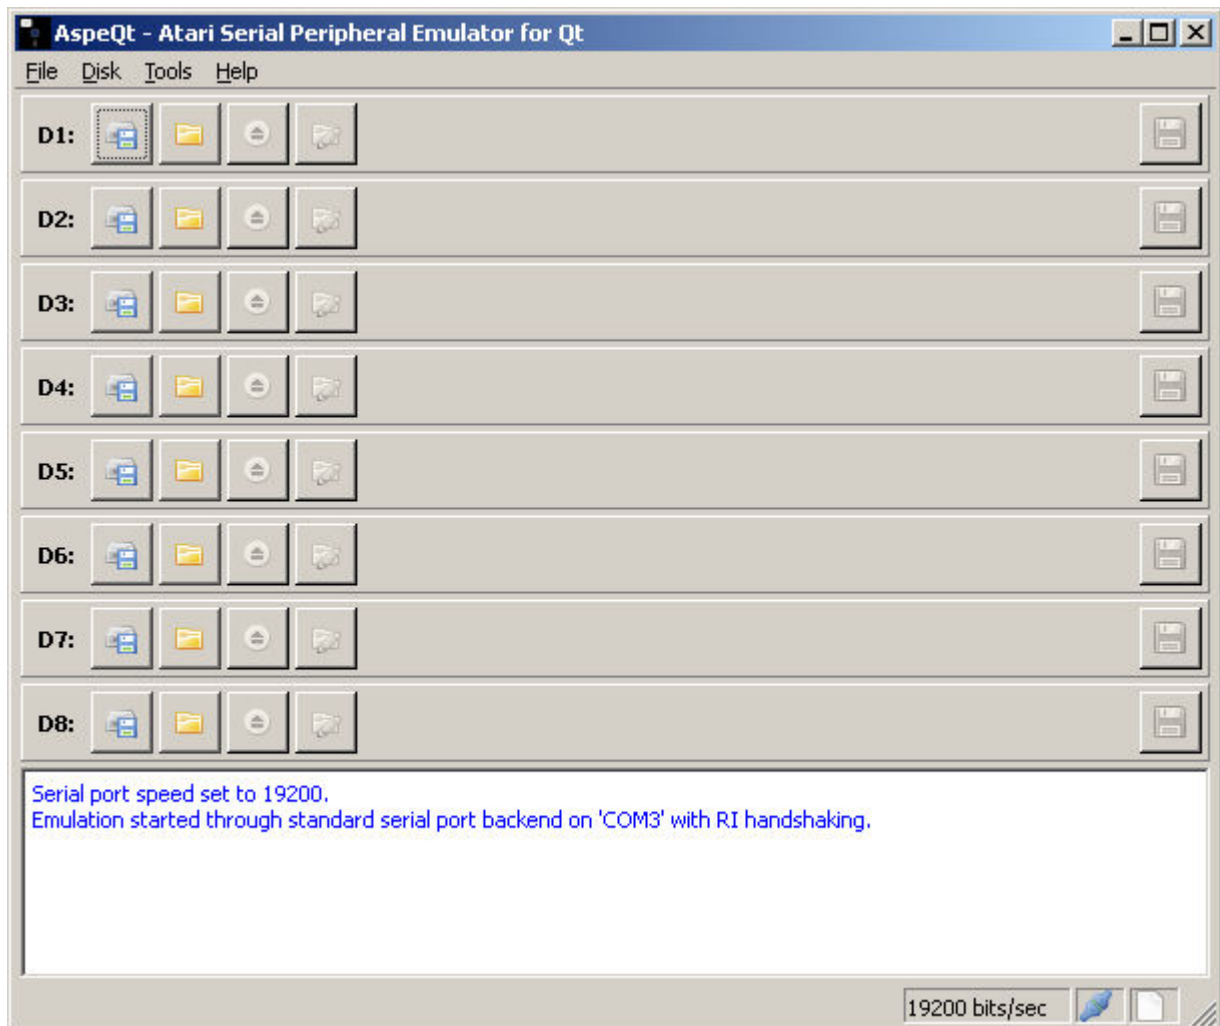 AspeQt - Atari Serial Peripheral Emulator for Qt
File Disk Tools Help
D1:
D2:
D3:
D4:
D5:
D6:
D7:
D8:
Serial port speed set to 19200.
Emulation started through standard serial port backend on 'COM3' with RI handshaking.
19200 bits/sec